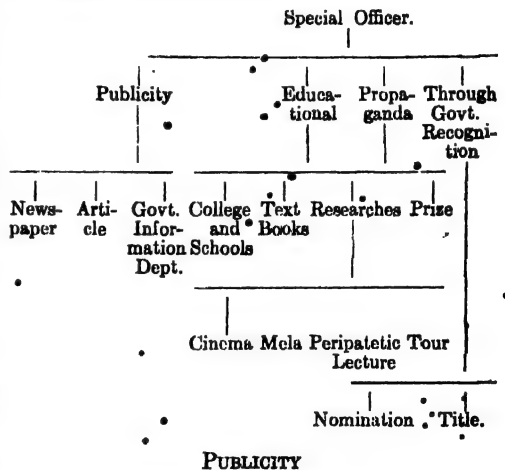 Special Officer.
Publicity Educa- Propa- Through
tional ganda Govt.
Recogni-
tion
News- Arti- Govt. College Text Researches Prize
paper cle Infor- and Books
mation Schools
Dept.
Cinema Mela Peripatetic Tour
Lecture
Nomination Title.
PUBLICITY